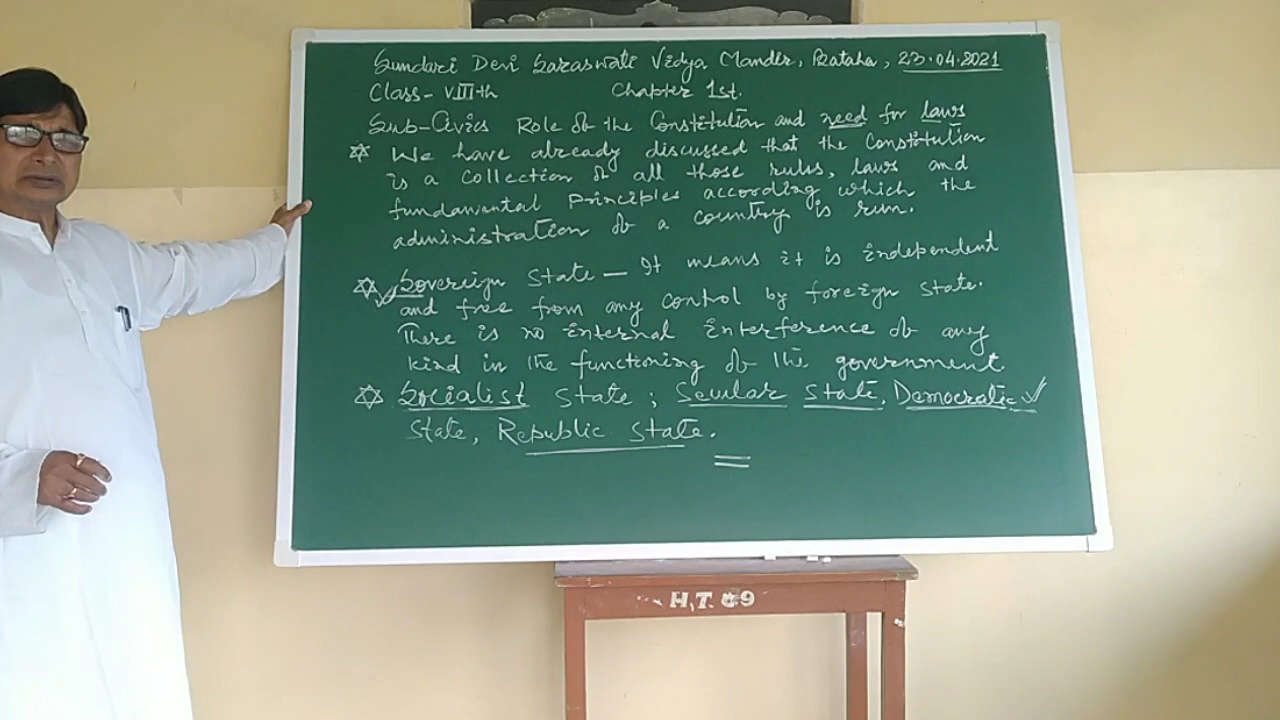 Sundari Devi Saraswati Vidya Mandir, Bataha, 23.04.2021
Class- VIIIth Chapter 1st.
Sub-Civics Role of the Constitution and need for laws
We have already discussed that the Constitution
is a collection of all those rules, laws and
fundamental Principles according which the
administration of a country is run.
Sovereign State — It means it is independent
and free from any control by foreign State.
There is no internal interference of any
kind in the functioning of the government
Socialist State; Secular State, Democratic
State, Republic State.
H.T. 09